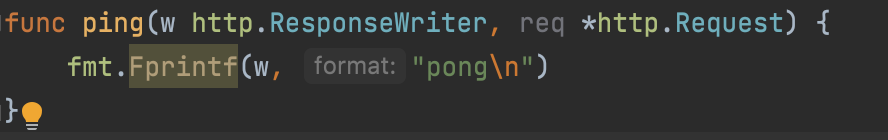 func ping(w http.ResponseWriter, req *http.Request) {
fmt.Fprintf(w, format: "pong\n")
}